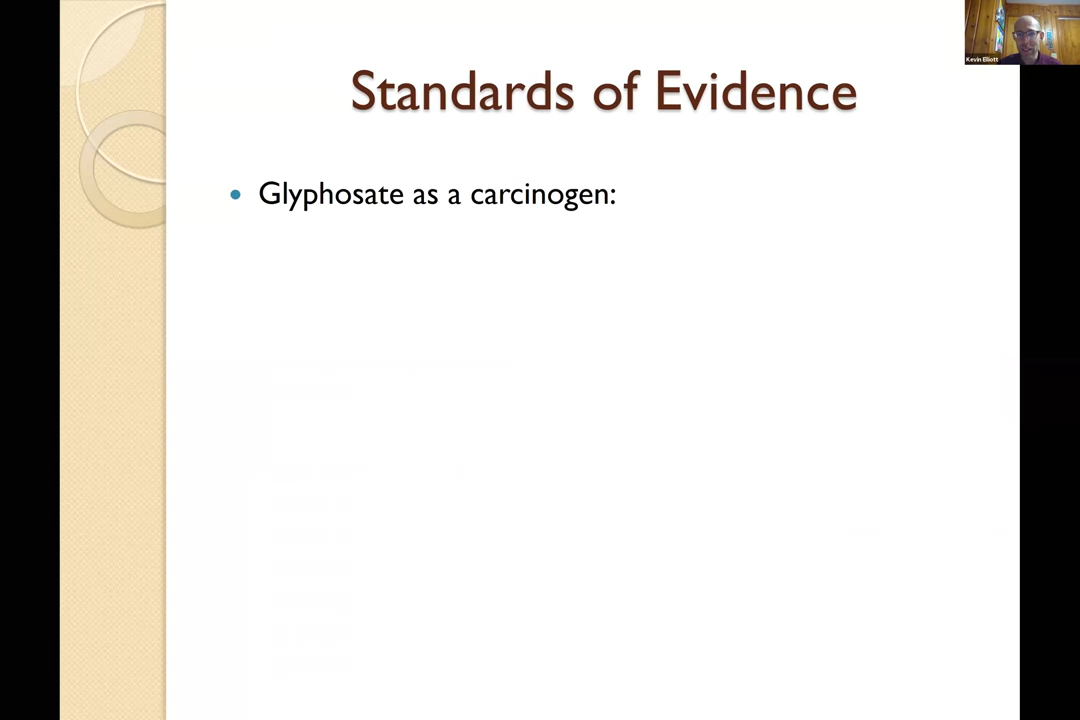 Standards of Evidence
Glyphosate as a carcinogen:
Kevin Elliott